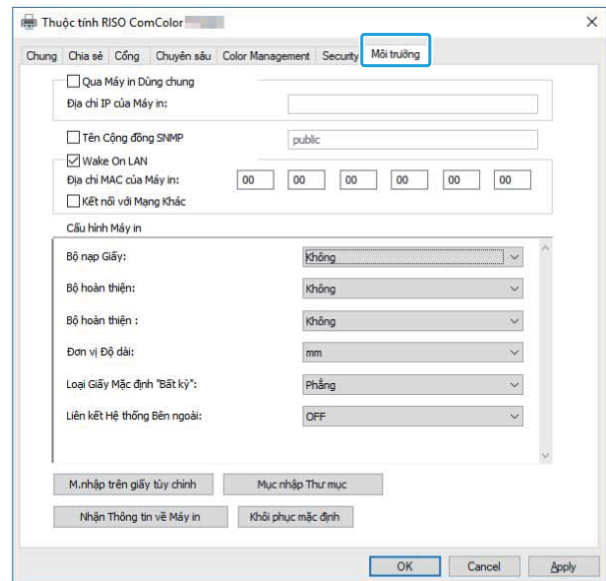 Thuộc tính RISO ComColor
Chung Chia sẻ Cổng Chuyên sâu Color Management Security Môi trường
Qua Máy in Dùng chung
Địa chỉ IP của Máy in:
Tên Cộng đồng SNMP public
Wake On LAN
Địa chỉ MAC của Máy in: 00 00 00 00 00 00
Kết nối với Mạng Khác
Cấu hình Máy in
Bộ nạp Giấy: Không
Bộ hoàn thiện: Không
Bộ hoàn thiện : Không
Đơn vị Độ dài: mm
Loại Giấy Mặc định "Bất kỳ": Phẳng
Liên kết Hệ thống Bên ngoài: OFF
M.nhập trên giấy tùy chỉnh Mục nhập Thư mục
Nhận Thông tin về Máy in Khôi phục mặc định
OK Cancel Apply